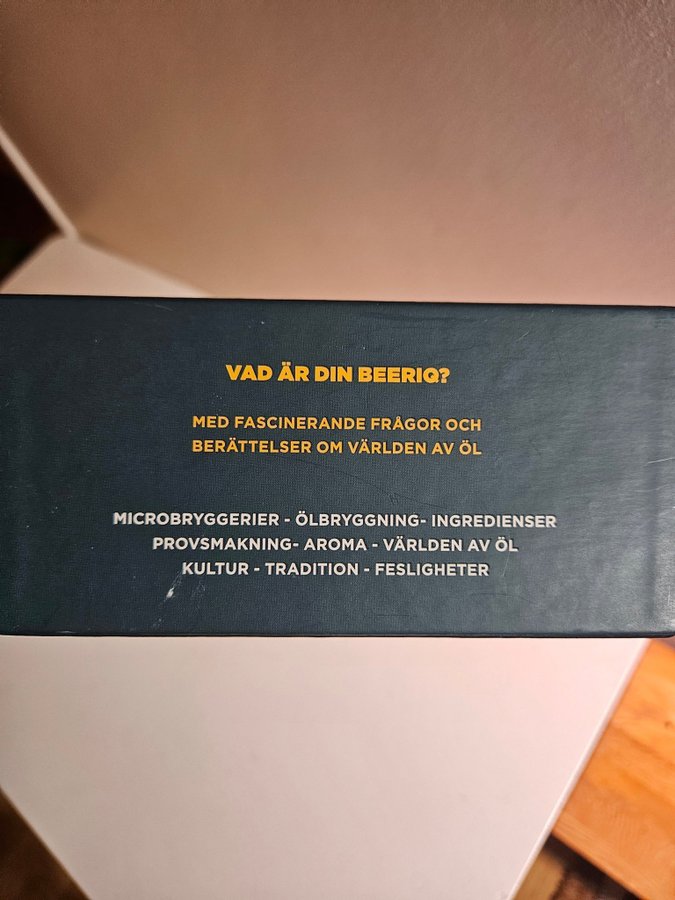 VAD ÄR DIN BEERIQ?
MED FASCINERANDE FRÅGOR OCH
BERÄTTELSER OM VÄRLDEN AV ÖL
MICROBRYGGERIER - ÖLBRYGGNING- INGREDIENSER
PROVSMAKNING- AROMA - VÄRLDEN AV ÖL
KULTUR - TRADITION - FESLIGHETER